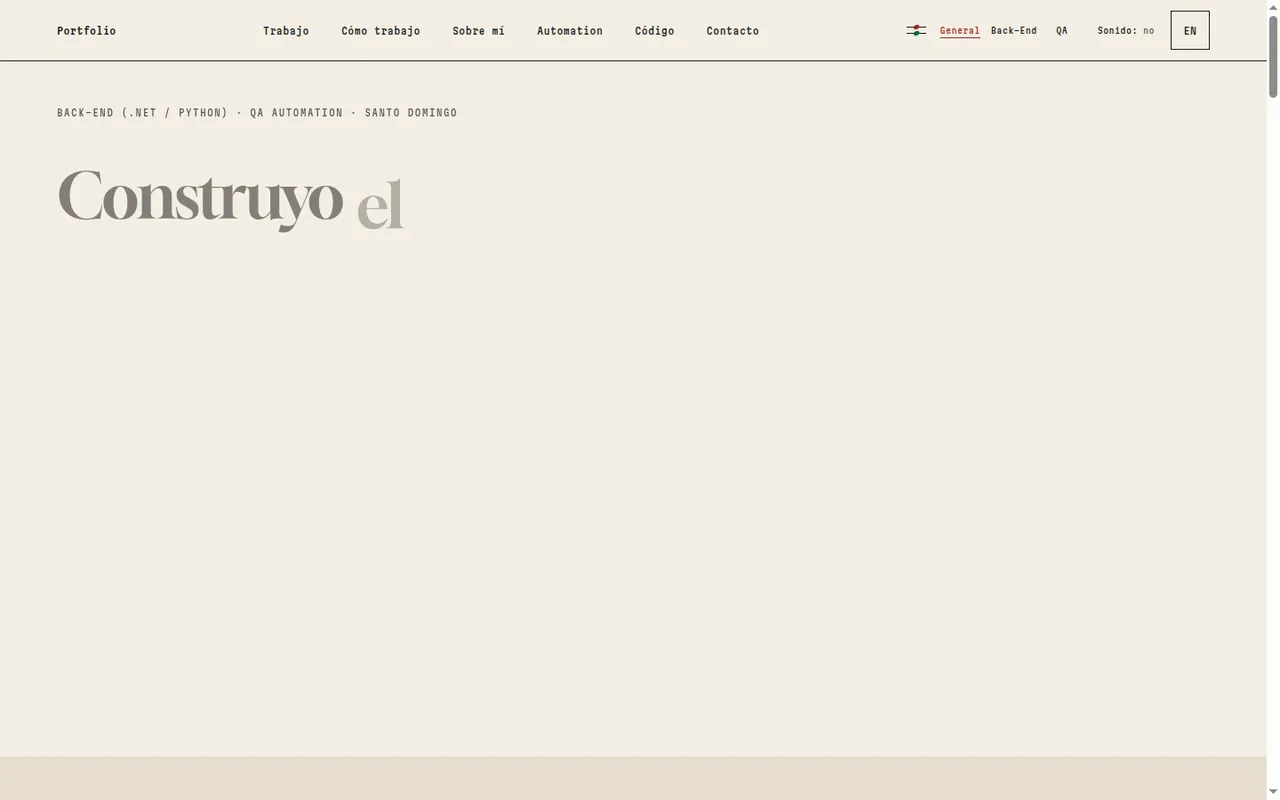 Portfolio Trabajo Cómo trabajo Sobre mí Automation Código Contacto General Back-End QA Sonido: no EN
BACK-END (.NET / PYTHON) · QA AUTOMATION · SANTO DOMINGO
Construyo el